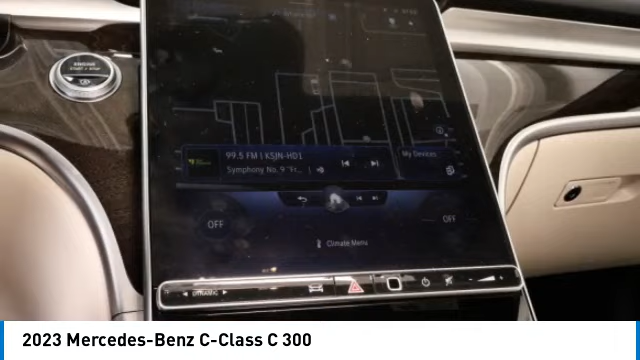 ENGINE
START STOP
99.5 FM | KSJN-HD1
Symphony No. 9 "Fr...
My Devices
OFF
OFF
Climate Menu
DYNAMIC
2023 Mercedes-Benz C-Class C 300